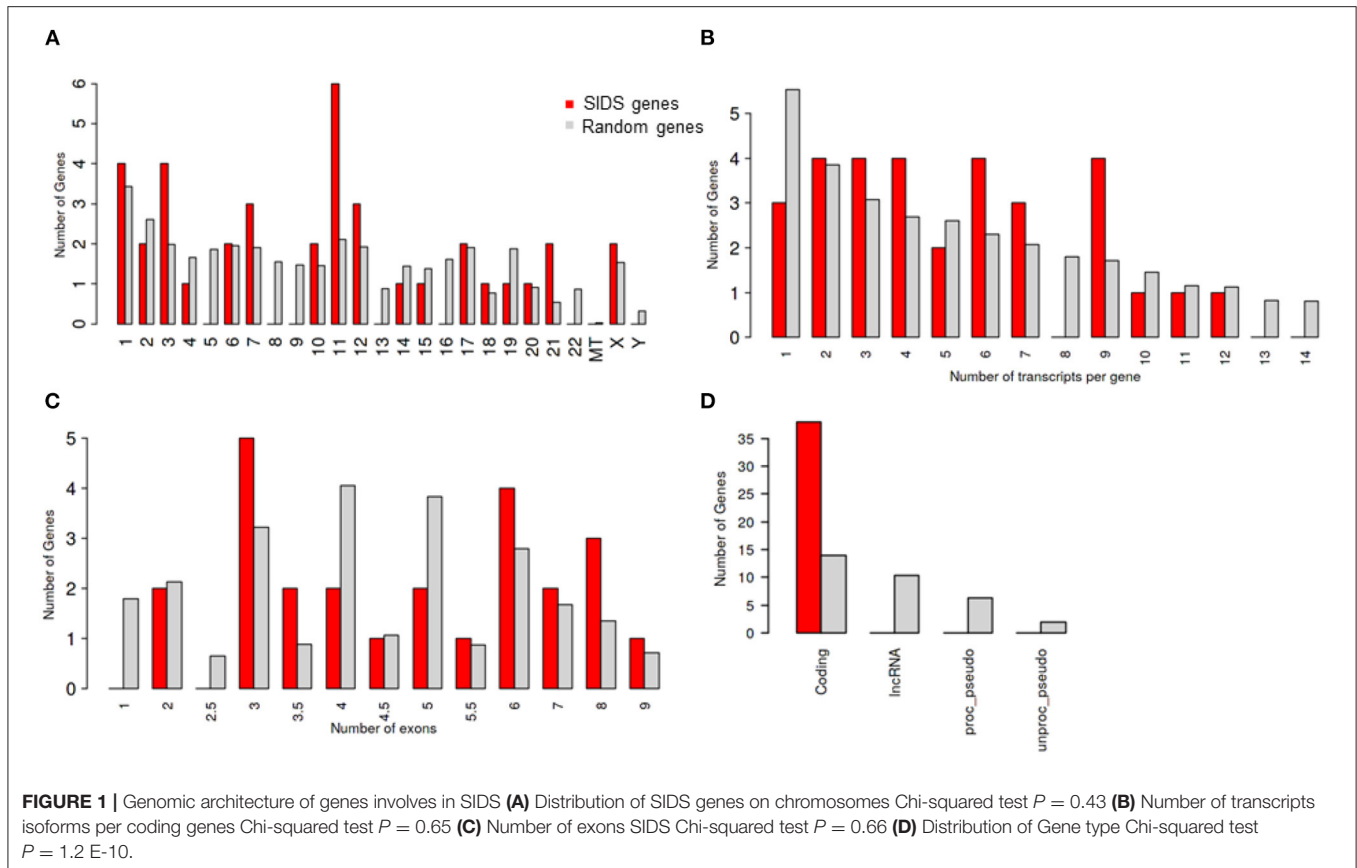 A
Number of Genes
6
5
4
3
2
1
0
1 2 3 4 5 6 7 8 9 10 11 12 13 14 15 16 17 18 19 20 21 22 MT X Y
SIDS genes
Random genes
B
Number of Genes
5
4
3
2
1
0
1 2 3 4 5 6 7 8 9 10 11 12 13 14
Number of transcripts per gene
C
Number of Genes
5
4
3
2
1
0
1 2 2.5 3 3.5 4 4.5 5 5.5 6 7 8 9
Number of exons
D
Number of Genes
35
30
25
20
15
10
5
0
Coding
lncRNA
proc_pseudo
unproc_pseudo
FIGURE 1 | Genomic architecture of genes involves in SIDS (A) Distribution of SIDS genes on chromosomes Chi-squared test P = 0.43 (B) Number of transcripts
isoforms per coding genes Chi-squared test P = 0.65 (C) Number of exons SIDS Chi-squared test P = 0.66 (D) Distribution of Gene type Chi-squared test
P = 1.2 E-10.